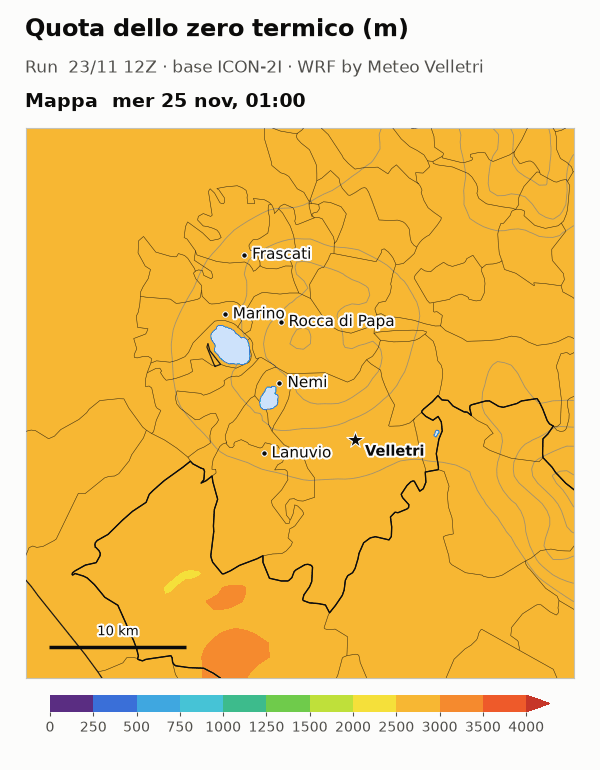 Quota dello zero termico (m)
Run  23/11 12Z · base ICON-2I · WRF by Meteo Velletri
Mappa  mer 25 nov, 01:00
Frascati
Marino
Rocca di Papa
Nemi
Velletri
Lanuvio
10 km
0 250 500 750 1000 1250 1500 2000 2500 3000 3500 4000